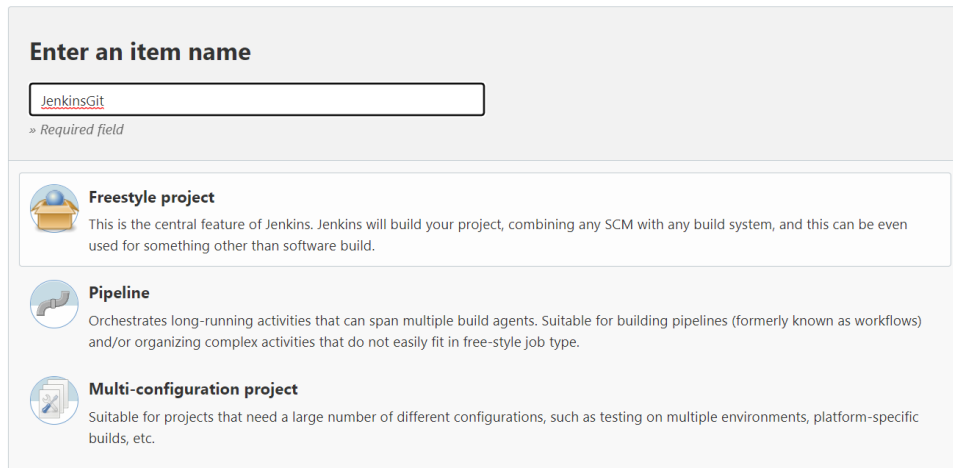 Enter an item name
JenkinsGit
» Required field
Freestyle project
This is the central feature of Jenkins. Jenkins will build your project, combining any SCM with any build system, and this can be even
used for something other than software build.
Pipeline
Orchestrates long-running activities that can span multiple build agents. Suitable for building pipelines (formerly known as workflows)
and/or organizing complex activities that do not easily fit in free-style job type.
Multi-configuration project
Suitable for projects that need a large number of different configurations, such as testing on multiple environments, platform-specific
builds, etc.